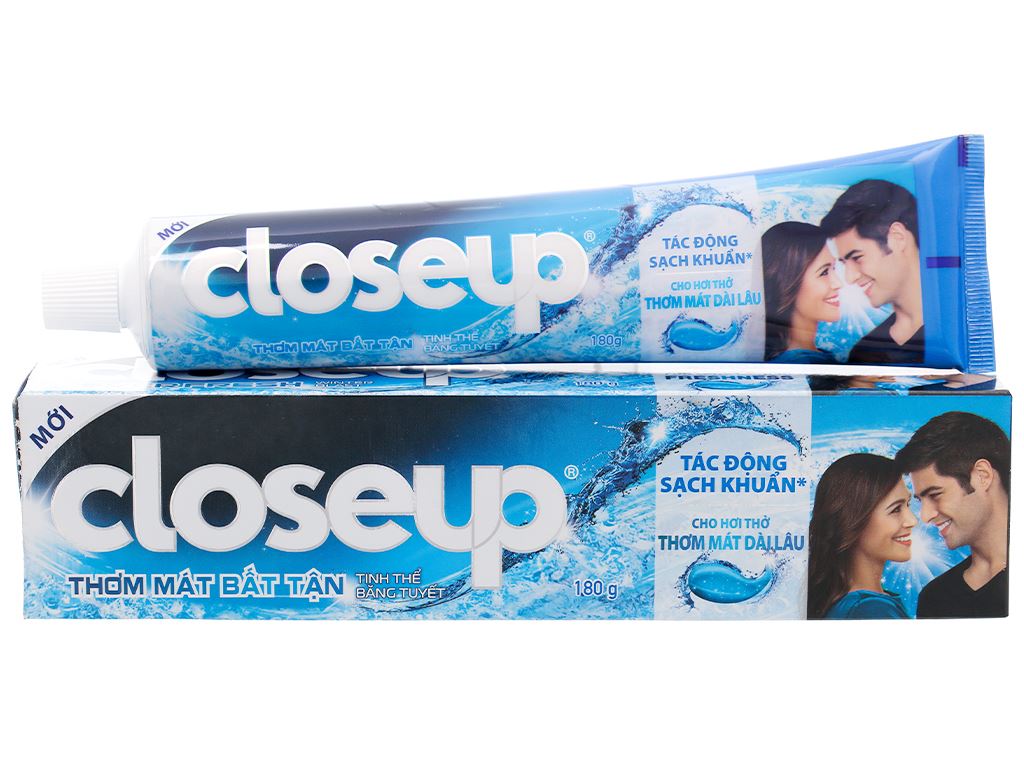 MỚI
closeup®
THƠM MÁT BẤT TẬN
TINH THỂ
BĂNG TUYẾT
180g
TÁC ĐỘNG
SẠCH KHUẨN*
CHO HƠI THỞ
THƠM MÁT DÀI LÂU
FRESHNESS
MỚI
closeup®
THƠM MÁT BẤT TẬN
TINH THỂ
BĂNG TUYẾT
180 g
TÁC ĐỘNG
SẠCH KHUẨN*
CHO HƠI THỞ
THƠM MÁT DÀI LÂU